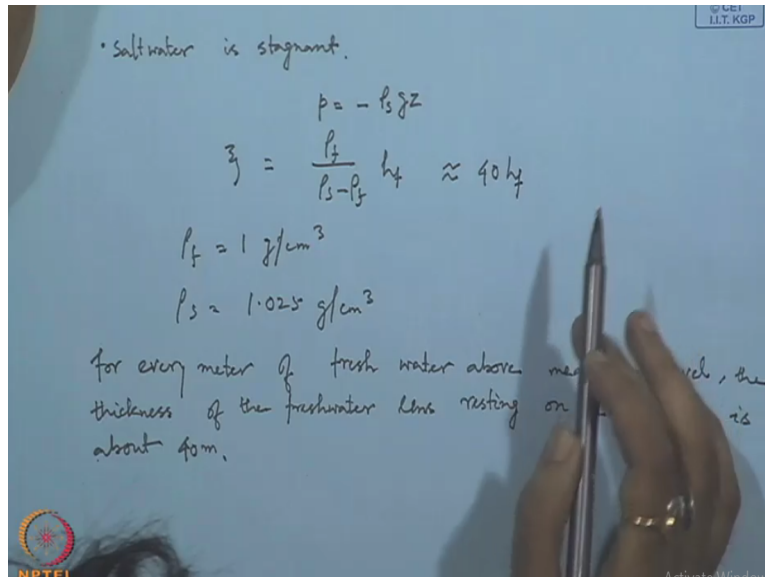 © CET
I.I.T. KGP
• Saltwater is stagnant.
p = - ρs g z
ξ = ρf / (ρs - ρf) hf ≈ 40 hf
ρf = 1 g/cm³
ρs = 1.025 g/cm³
for every meter of fresh water above the
thickness of the freshwater lens resting on is
about 40m.
NPTEL